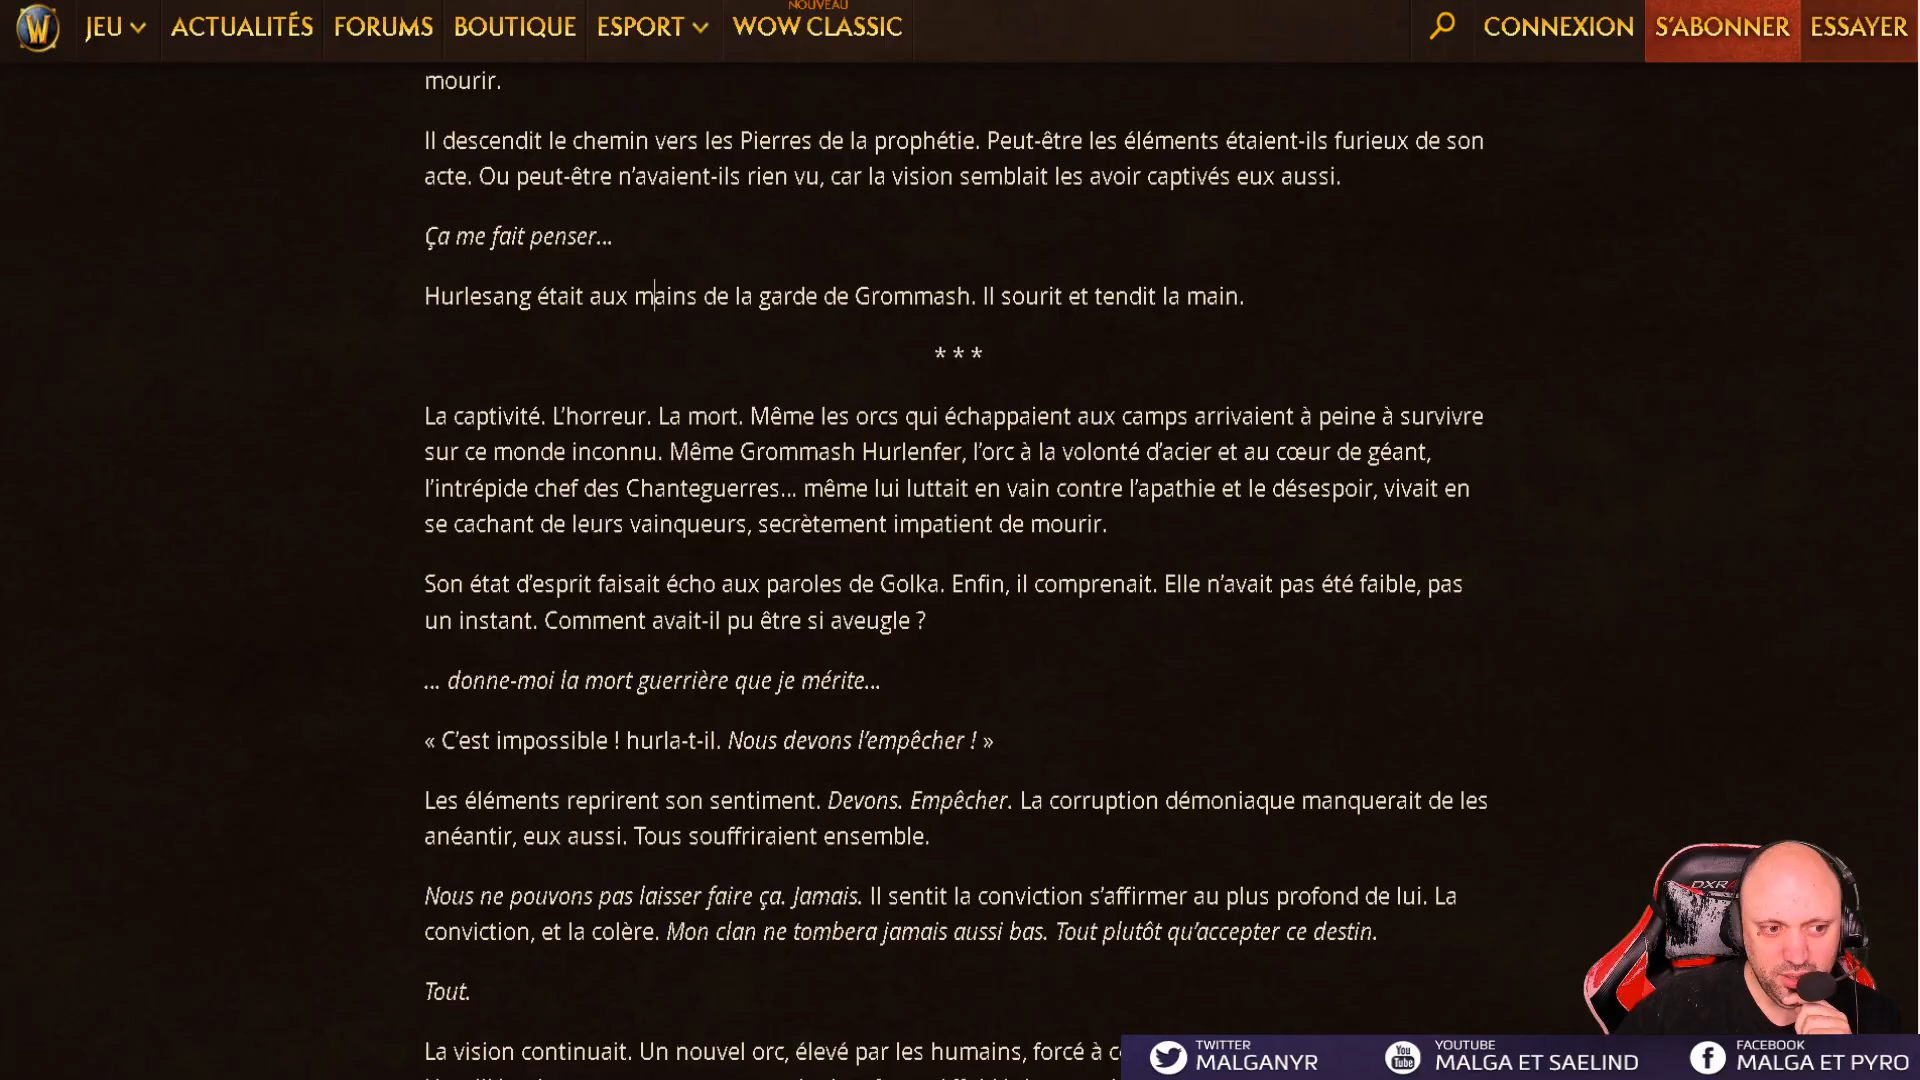 JEU ACTUALITÉS FORUMS BOUTIQUE ESPORT NOUVEAU WOW CLASSIC CONNEXION S'ABONNER ESSAYER
mourir.
Il descendit le chemin vers les Pierres de la prophétie. Peut-être les éléments étaient-ils furieux de son
acte. Ou peut-être n’avaient-ils rien vu, car la vision semblait les avoir captivés eux aussi.
Ça me fait penser...
Hurlesang était aux mains de la garde de Grommash. Il sourit et tendit la main.
* * *
La captivité. L’horreur. La mort. Même les orcs qui échappaient aux camps arrivaient à peine à survivre
sur ce monde inconnu. Même Grommash Hurlenfer, l’orc à la volonté d’acier et au cœur de géant,
l’intrépide chef des Chanteguerres... même lui luttait en vain contre l’apathie et le désespoir, vivait en
se cachant de leurs vainqueurs, secrètement impatient de mourir.
Son état d’esprit faisait écho aux paroles de Golka. Enfin, il comprenait. Elle n’avait pas été faible, pas
un instant. Comment avait-il pu être si aveugle ?
... donne-moi la mort guerrière que je mérite...
« C’est impossible ! hurla-t-il. Nous devons l’empêcher ! »
Les éléments reprirent son sentiment. Devons. Empêcher. La corruption démoniaque manquerait de les
anéantir, eux aussi. Tous souffriraient ensemble.
Nous ne pouvons pas laisser faire ça. Jamais. Il sentit la conviction s’affirmer au plus profond de lui. La
conviction, et la colère. Mon clan ne tombera jamais aussi bas. Tout plutôt qu’accepter ce destin.
Tout.
La vision continuait. Un nouvel orc, élevé par les humains, forcé à
TWITTER MALGANYR
YOUTUBE MALGA ET SAELIND
FACEBOOK MALGA ET PYRO